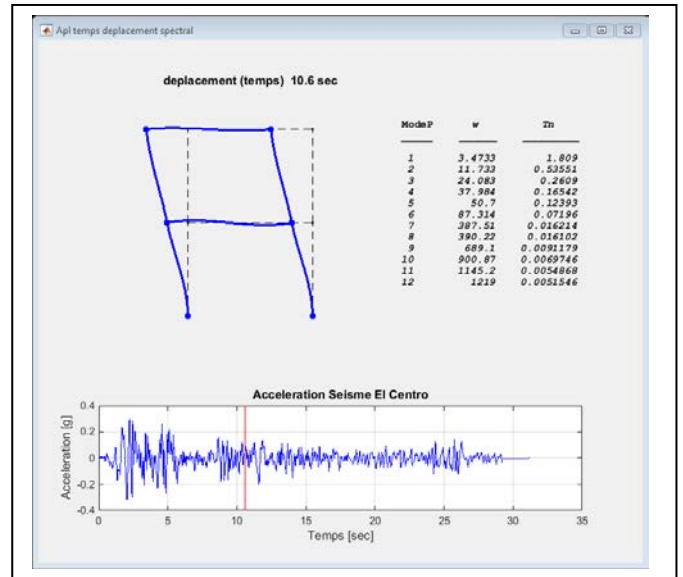 Apl temps deplacement spectral
deplacement (temps) 10.6 sec
ModeP w Tn
1 3.4733 1.809
2 11.733 0.53551
3 24.083 0.2609
4 37.984 0.16542
5 50.7 0.12393
6 87.314 0.07196
7 387.51 0.016214
8 390.22 0.016102
9 689.1 0.0091179
10 900.87 0.0069746
11 1145.2 0.0054868
12 1219 0.0051546
Acceleration Seisme El Centro
Acceleration [g]
0.4
0.2
0
-0.2
-0.4
0 5 10 15 20 25 30 35
Temps [sec]